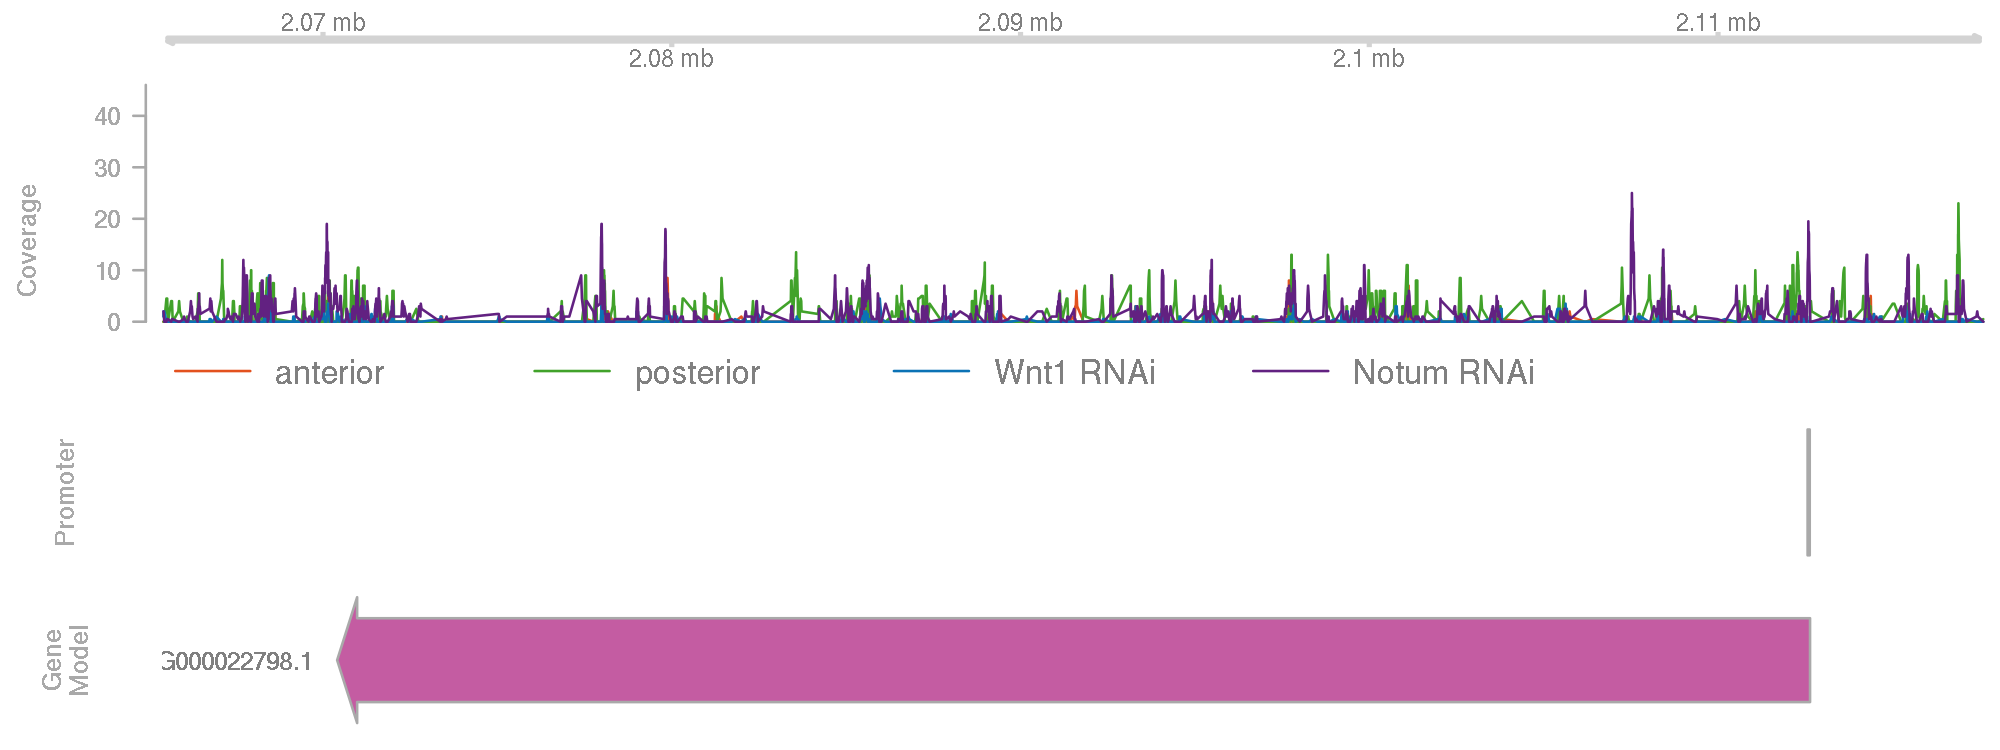 2.07 mb 2.09 mb 2.11 mb
2.08 mb 2.1 mb
Coverage
40
30
20
10
0
anterior posterior Wnt1 RNAi Notum RNAi
Promoter
Gene
Model
G000022798.1